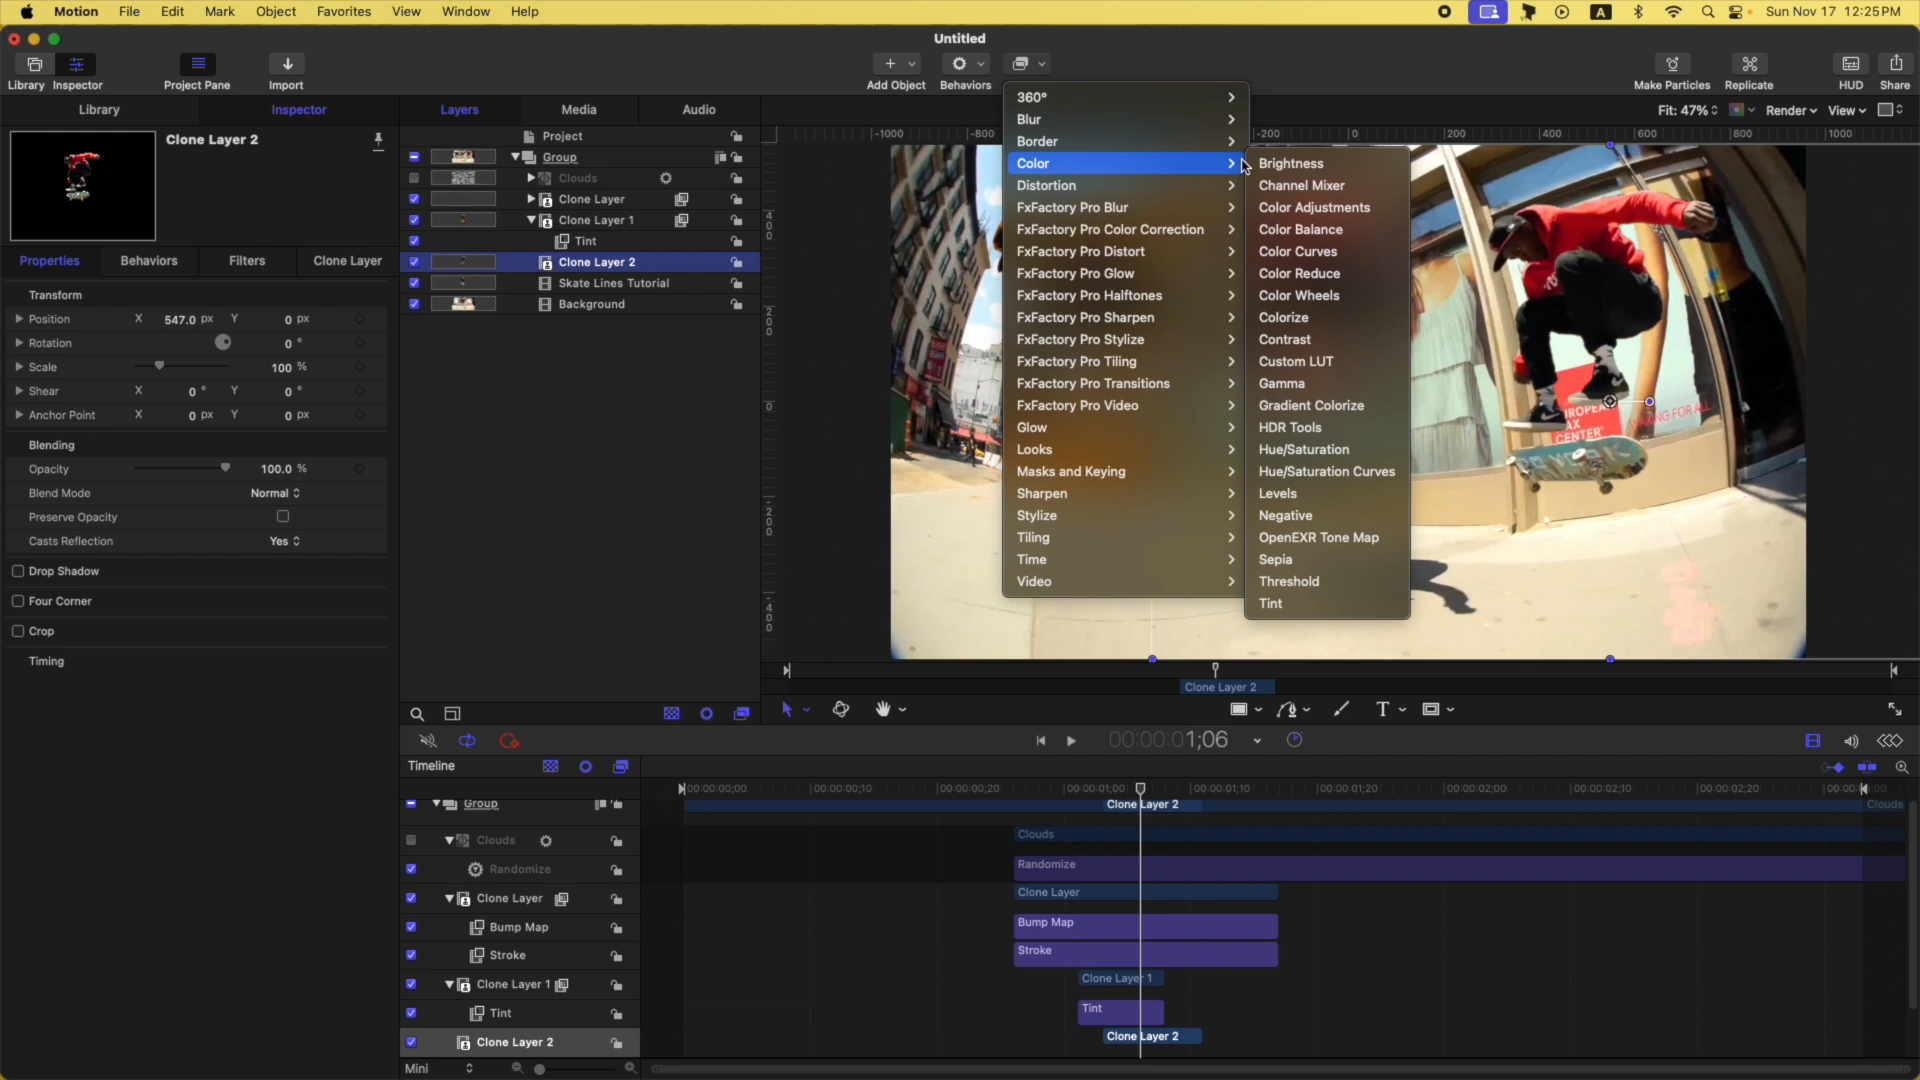 Motion File Edit Mark Object Favorites View Window Help
A Sun Nov 17 12:25 PM
Untitled
Library Inspector Project Pane Import
Add Object Behaviors
Make Particles Replicate HUD Share
Library Inspector
Layers Media Audio
Fit: 47% Render View
Clone Layer 2
Properties Behaviors Filters Clone Layer
Transform
Position X 547.0 px Y 0 px
Rotation 0 °
Scale 100 %
Shear X 0 ° Y 0 °
Anchor Point X 0 px Y 0 px
Blending
Opacity 100.0 %
Blend Mode Normal
Preserve Opacity
Casts Reflection Yes
Drop Shadow
Four Corner
Crop
Timing
Project
Group
Clouds
Clone Layer
Clone Layer 1
Tint
Clone Layer 2
Skate Lines Tutorial
Background
-1000 -800 -200 0 200 400 600 800 1000
400
200
0
-200
-400
360°
Blur
Border
Color
Distortion
FxFactory Pro Blur
FxFactory Pro Color Correction
FxFactory Pro Distort
FxFactory Pro Glow
FxFactory Pro Halftones
FxFactory Pro Sharpen
FxFactory Pro Stylize
FxFactory Pro Tiling
FxFactory Pro Transitions
FxFactory Pro Video
Glow
Looks
Masks and Keying
Sharpen
Stylize
Tiling
Time
Video
Brightness
Channel Mixer
Color Adjustments
Color Balance
Color Curves
Color Reduce
Color Wheels
Colorize
Contrast
Custom LUT
Gamma
Gradient Colorize
HDR Tools
Hue/Saturation
Hue/Saturation Curves
Levels
Negative
OpenEXR Tone Map
Sepia
Threshold
Tint
CENTER
Clone Layer 2
T
00:00:01;06
Timeline
00:00:00;00 00:00:00;10 00:00:00;20 00:00:01;00 00:00:01;10 00:00:01;20 00:00:02;00 00:00:02;10 00:00:02;20
Group
Clone Layer 2
Clouds
Clouds
Clouds
Randomize
Randomize
Clone Layer
Clone Layer
Bump Map
Bump Map
Stroke
Stroke
Clone Layer 1
Clone Layer 1
Tint
Tint
Clone Layer 2
Clone Layer 2
Mini